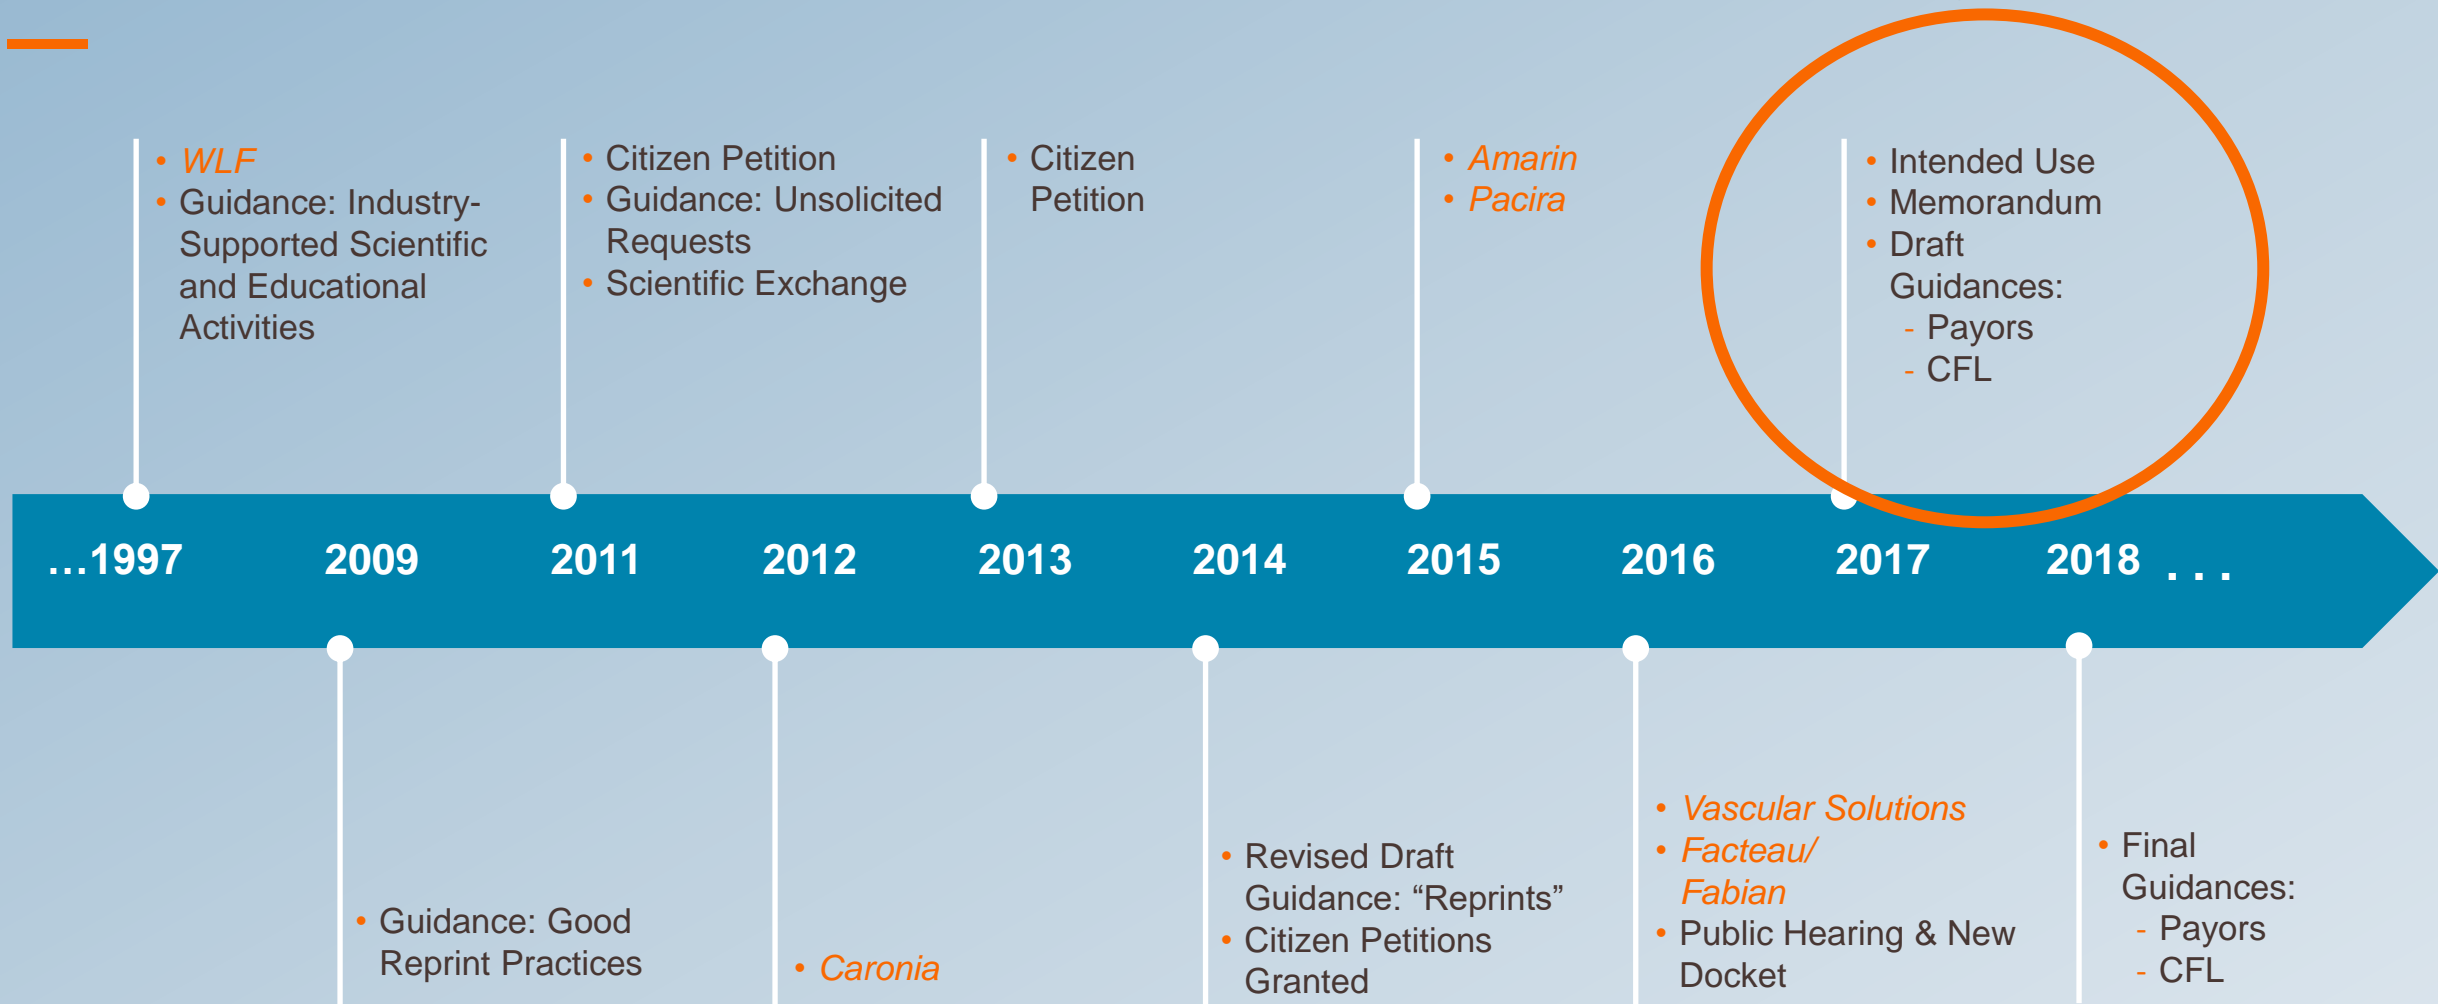 • WLF
• Guidance: Industry-
Supported Scientific
and Educational
Activities
• Citizen Petition
• Guidance: Unsolicited
Requests
• Scientific Exchange
• Citizen
Petition
• Amarin
• Pacira
• Intended Use
• Memorandum
• Draft
Guidances:
- Payors
- CFL
…1997 2009 2011 2012 2013 2014 2015 2016 2017 2018 . . .
• Guidance: Good
Reprint Practices
• Caronia
• Revised Draft
Guidance: “Reprints”
• Citizen Petitions
Granted
• Vascular Solutions
• Facteau/
Fabian
• Public Hearing & New
Docket
• Final
Guidances:
- Payors
- CFL